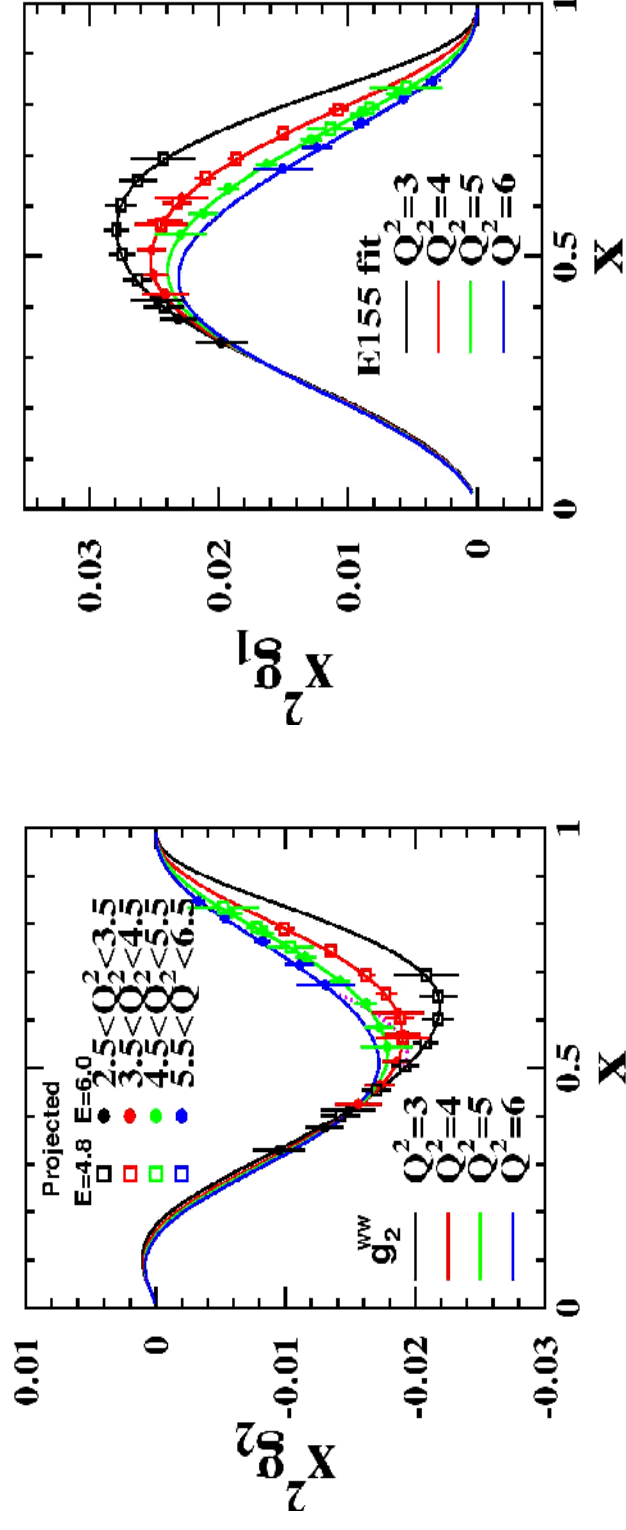 0.01
0
-0.01
-0.02
-0.03
x²g₂
Projected
E=4.8 E=6.0
2.5<Q²<3.5
3.5<Q²<4.5
4.5<Q²<5.5
5.5<Q²<6.5
g₂ʷʷ
Q²=3
Q²=4
Q²=5
Q²=6
0 0.5 1
X
0.03
0.02
0.01
0
x²g₁
E155 fit
Q²=3
Q²=4
Q²=5
Q²=6
0 0.5 1
X